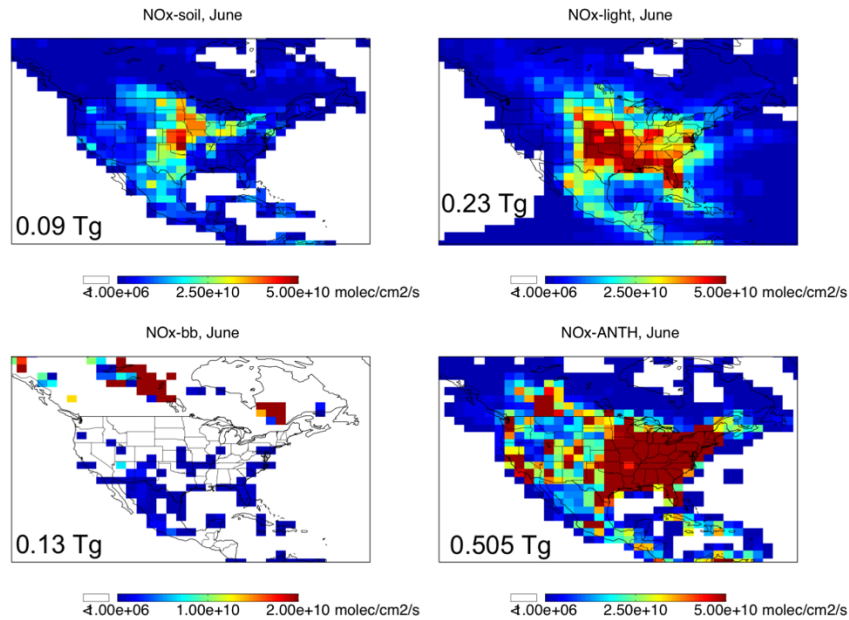 NOx-soil, June
NOx-light, June
0.09 Tg
0.23 Tg
<1.00e+06 2.50e+10 5.00e+10 molec/cm2/s
<1.00e+06 2.50e+10 5.00e+10 molec/cm2/s
NOx-bb, June
NOx-ANTH, June
0.13 Tg
0.505 Tg
<1.00e+06 1.00e+10 2.00e+10 molec/cm2/s
<1.00e+06 2.50e+10 5.00e+10 molec/cm2/s